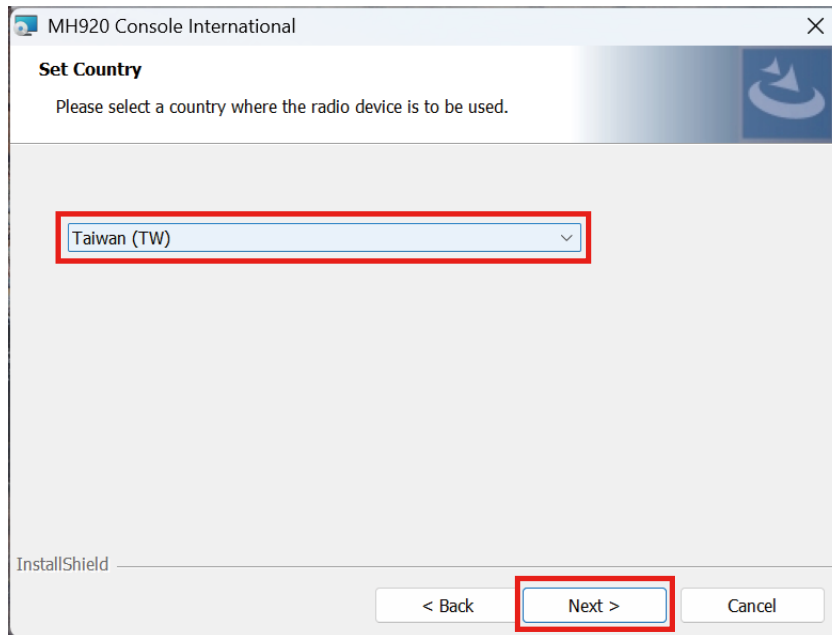 MH920 Console International
Set Country
Please select a country where the radio device is to be used.
Taiwan (TW)
InstallShield
< Back Next > Cancel